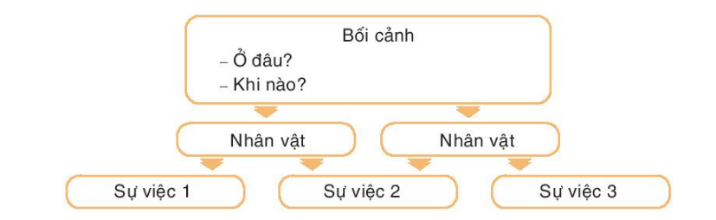 Bối cảnh
– Ở đâu?
– Khi nào?
Nhân vật
Nhân vật
Sự việc 1
Sự việc 2
Sự việc 3